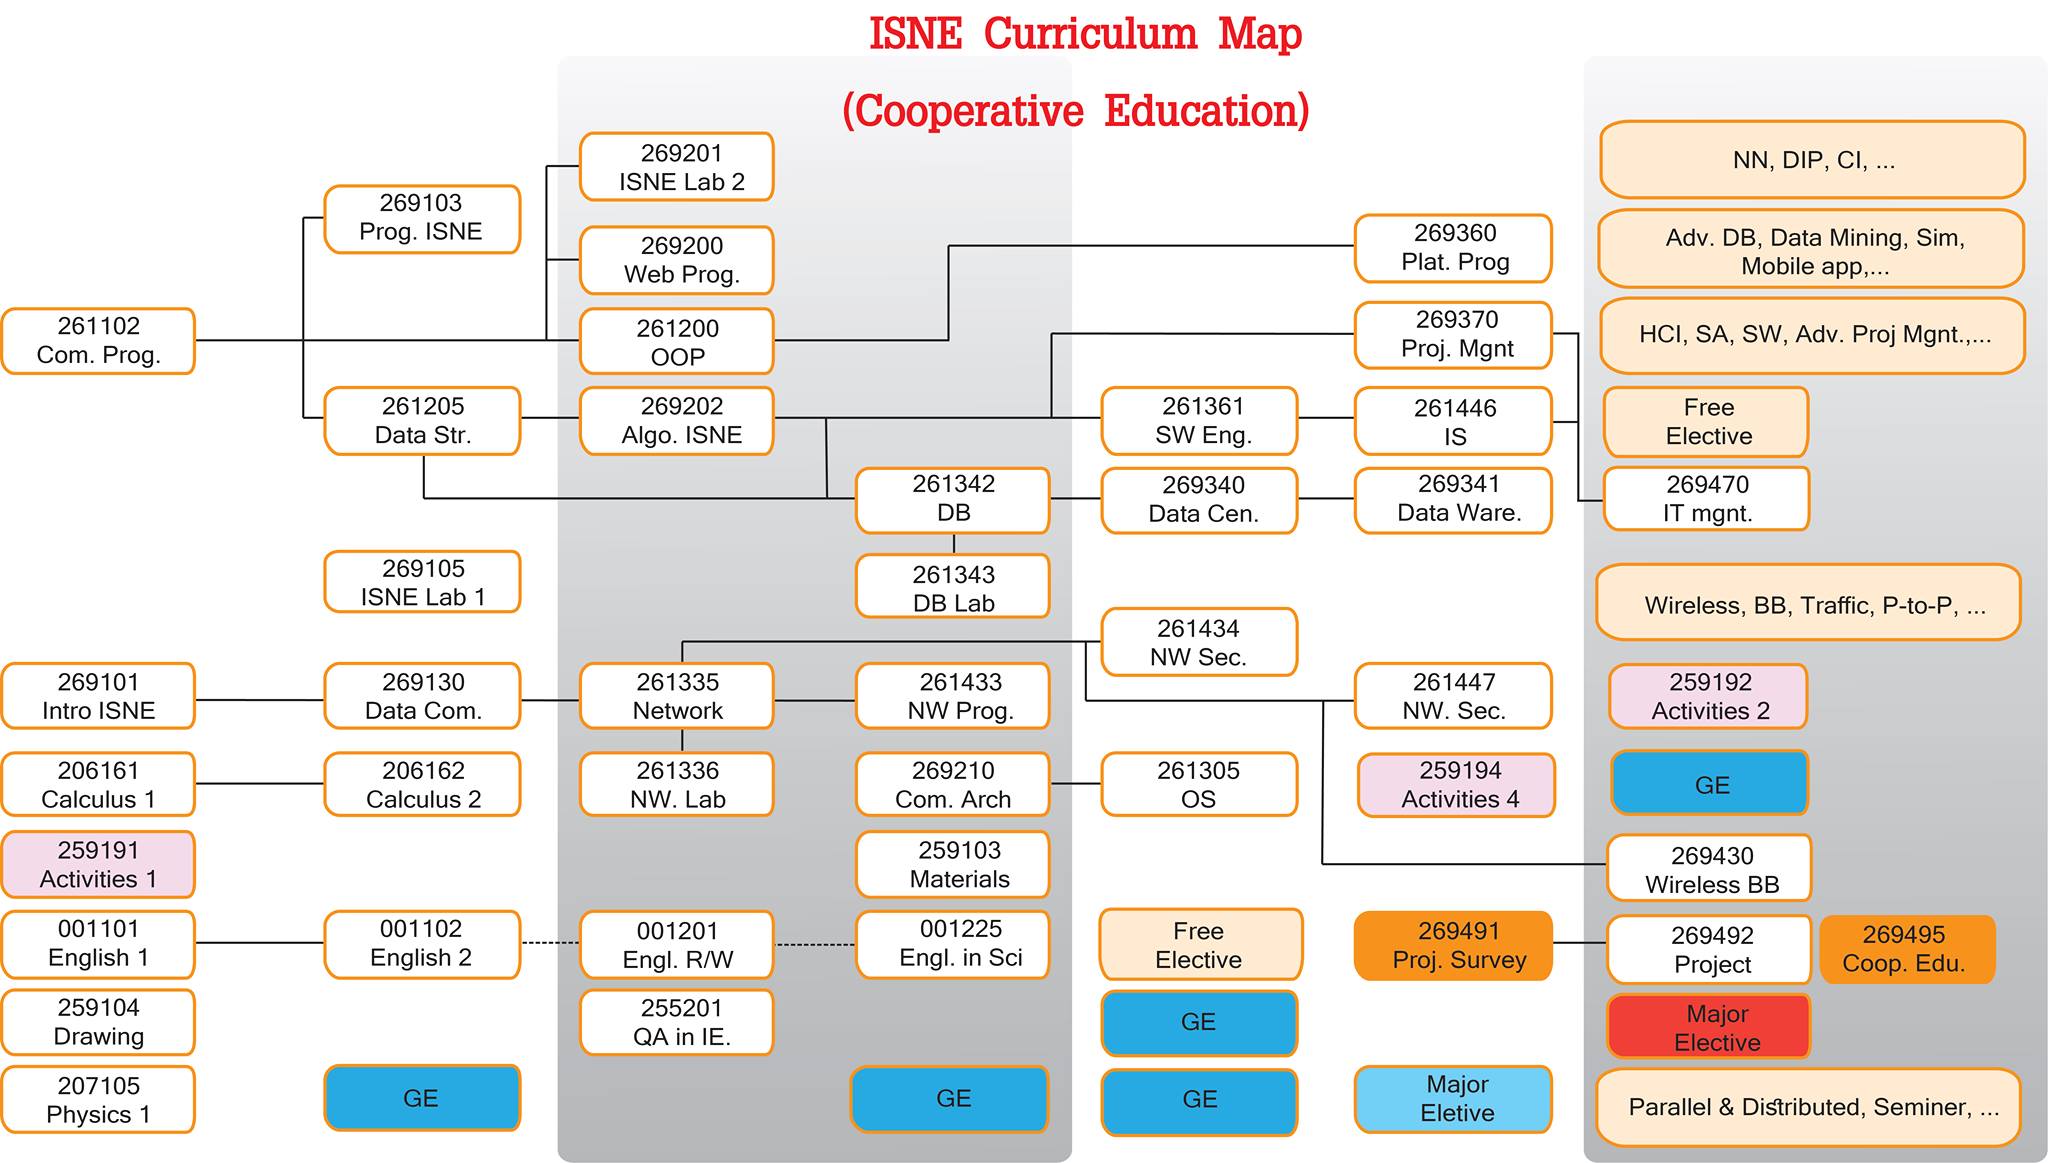 ISNE Curriculum Map
(Cooperative Education)
261102
Com. Prog.
269101
Intro ISNE
206161
Calculus 1
259191
Activities 1
001101
English 1
259104
Drawing
207105
Physics 1
269103
Prog. ISNE
261205
Data Str.
269105
ISNE Lab 1
269130
Data Com.
206162
Calculus 2
001102
English 2
GE
269201
ISNE Lab 2
269200
Web Prog.
261200
OOP
269202
Algo. ISNE
261335
Network
261336
NW. Lab
001201
Engl. R/W
255201
QA in IE.
261342
DB
261343
DB Lab
261433
NW Prog.
269210
Com. Arch
259103
Materials
001225
Engl. in Sci
GE
261361
SW Eng.
269340
Data Cen.
261434
NW Sec.
261305
OS
Free
Elective
GE
GE
269360
Plat. Prog
269370
Proj. Mgnt
261446
IS
269341
Data Ware.
261447
NW. Sec.
259194
Activities 4
269491
Proj. Survey
Major
Eletive
NN, DIP, CI, ...
Adv. DB, Data Mining, Sim,
Mobile app,...
HCI, SA, SW, Adv. Proj Mgnt.,...
Free
Elective
269470
IT mgnt.
Wireless, BB, Traffic, P-to-P, ...
259192
Activities 2
GE
269430
Wireless BB
269492
Project
269495
Coop. Edu.
Major
Elective
Parallel & Distributed, Seminer, ...